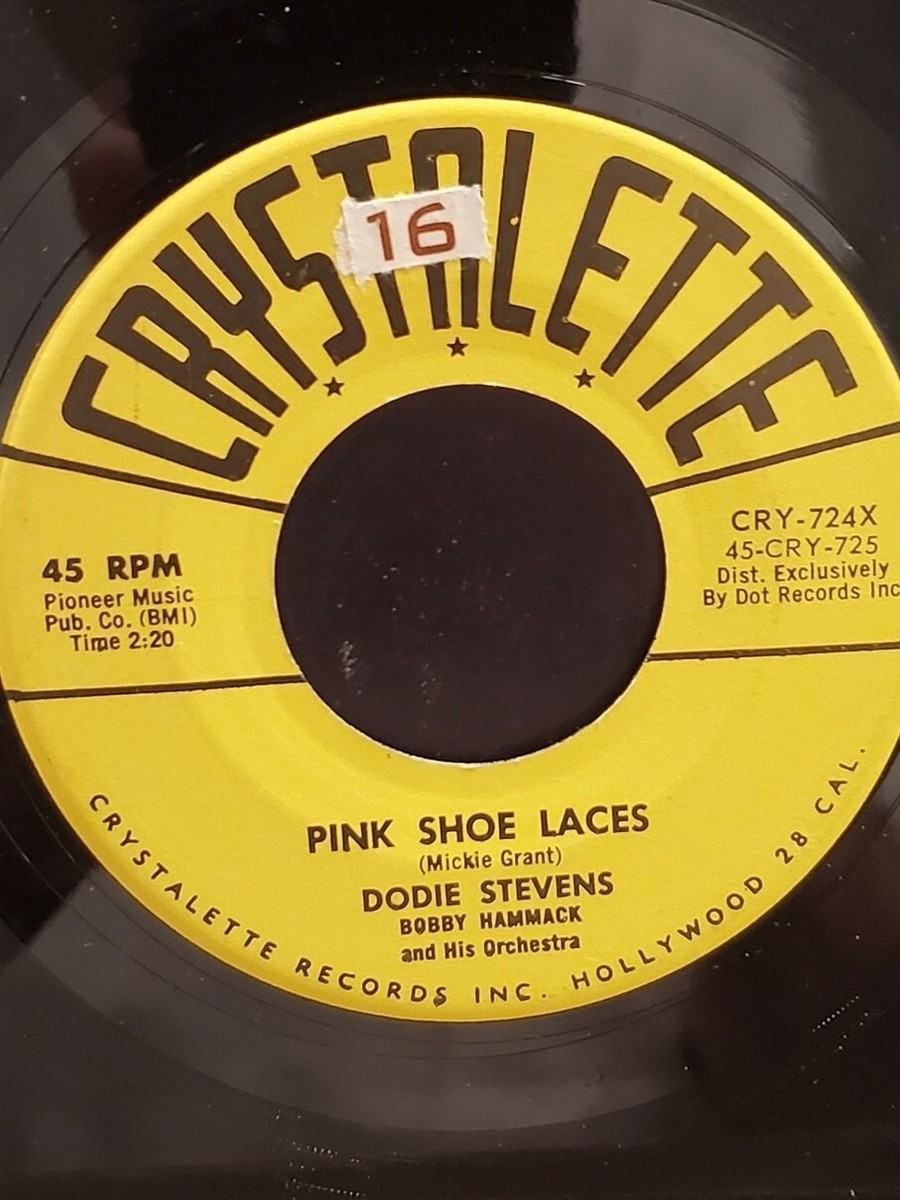 CRYSTALETTE
16
45 RPM
Pioneer Music
Pub. Co. (BMI)
Time 2:20
CRY-724X
45-CRY-725
Dist. Exclusively
By Dot Records Inc
PINK SHOE LACES
(Mickie Grant)
DODIE STEVENS
BOBBY HAMMACK
and His Orchestra
CRYSTALETTE RECORDS INC. HOLLYWOOD 28 CAL.